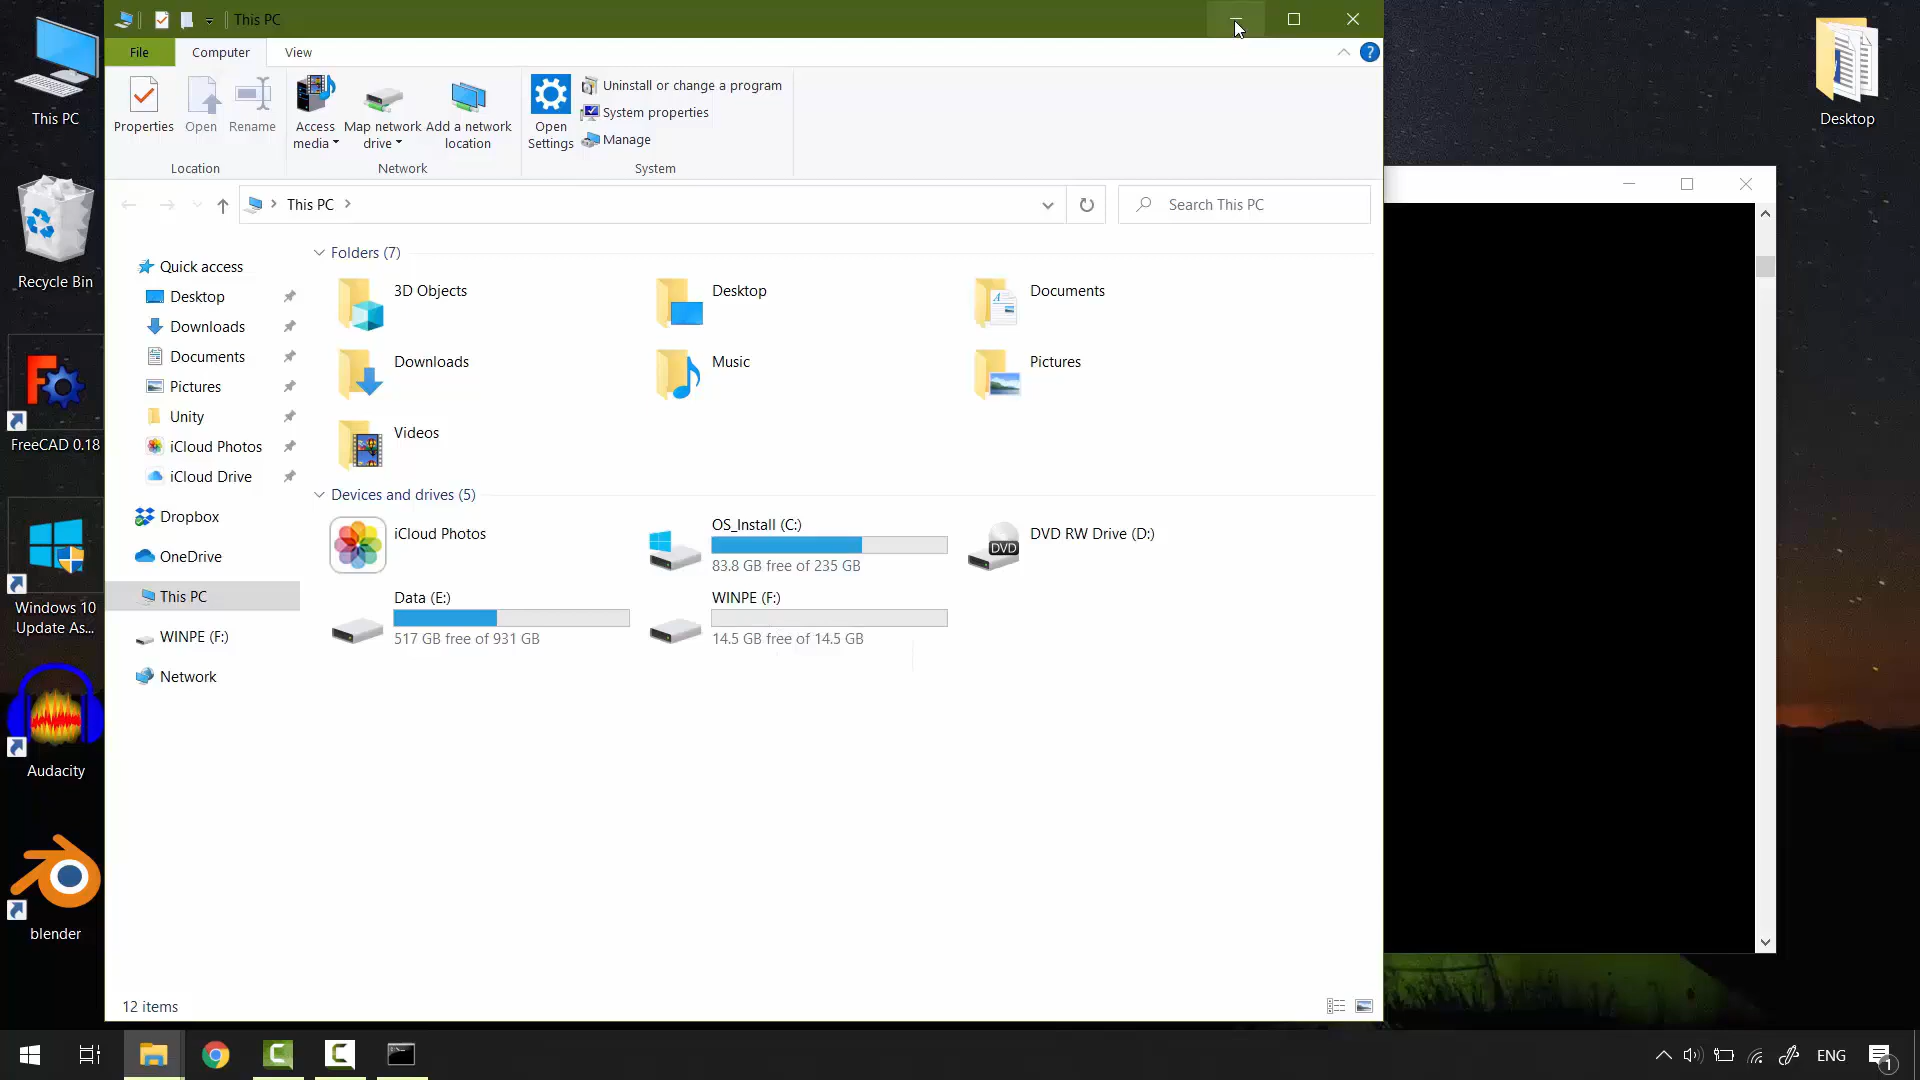 This PC
File
Computer
View
?
Properties
Open
Rename
Access
media
Map network
drive
Add a network
location
Open
Settings
Uninstall or change a program
System properties
Manage
Location
Network
System
This PC
Search This PC
Quick access
Desktop
Downloads
Documents
Pictures
Unity
iCloud Photos
iCloud Drive
Dropbox
OneDrive
This PC
WINPE (F:)
Network
Folders (7)
3D Objects
Desktop
Documents
Downloads
Music
Pictures
Videos
Devices and drives (5)
iCloud Photos
OS_Install (C:)
83.8 GB free of 235 GB
DVD
DVD RW Drive (D:)
Data (E:)
517 GB free of 931 GB
WINPE (F:)
14.5 GB free of 14.5 GB
12 items
This PC
Recycle Bin
FreeCAD 0.18
Windows 10
Update As...
Audacity
blender
Desktop
ENG
1